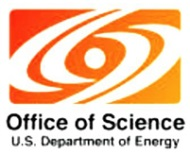 Office of Science
U.S. Department of Energy